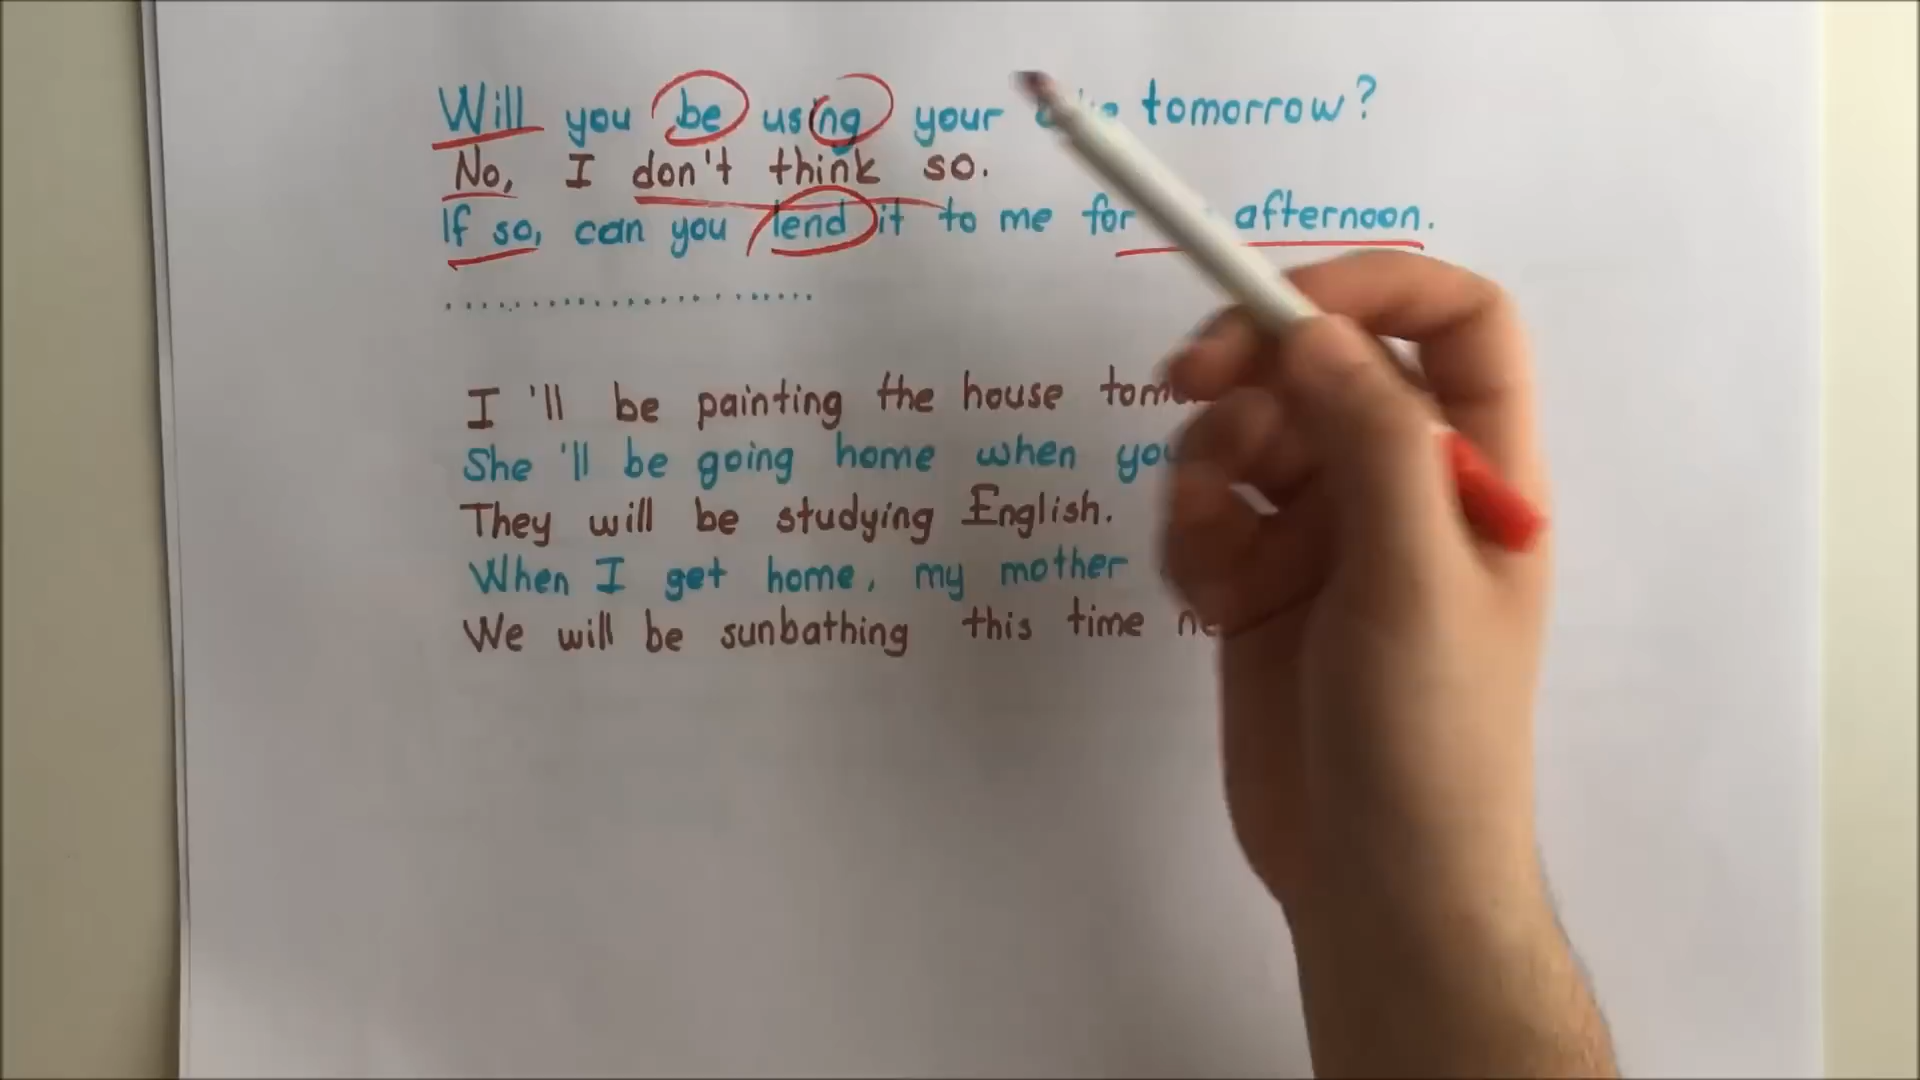 Will you be using your tomorrow?
No, I don't think so.
If so, can you lend it to me for afternoon.
........................
I 'll be painting the house
She 'll be going home when
They will be studying English.
When I get home, my mother
We will be sunbathing this time